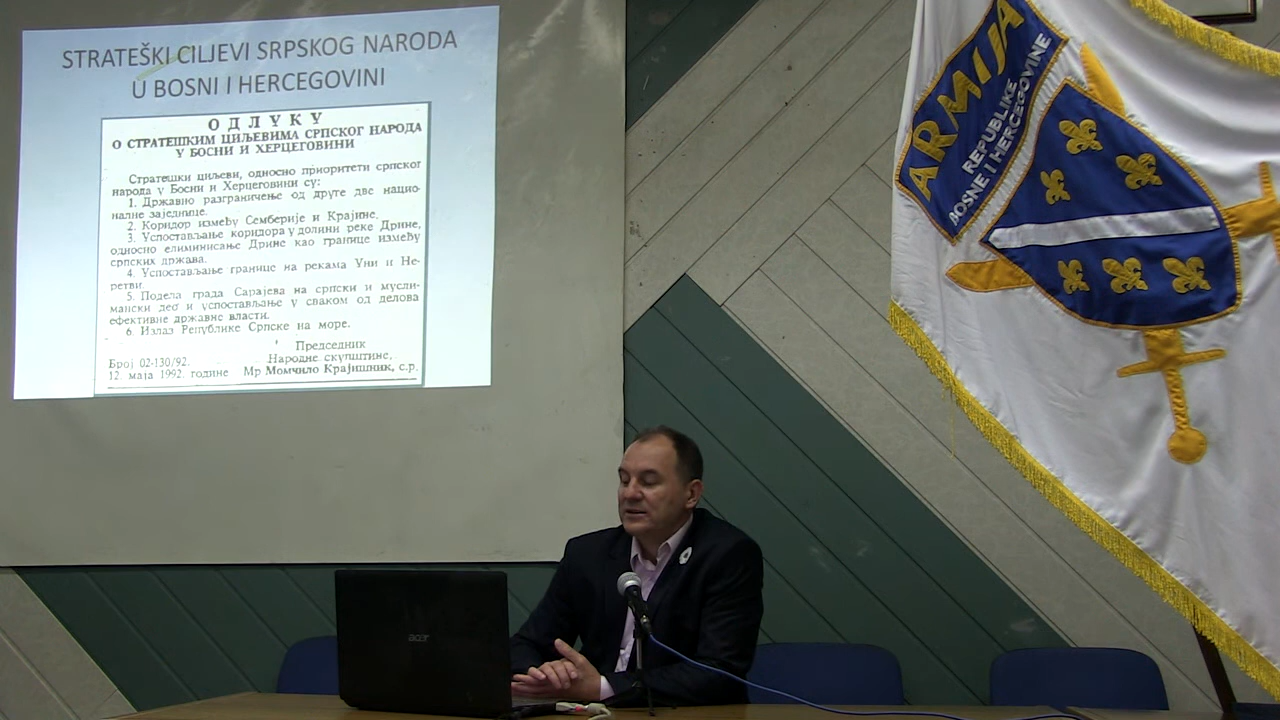 STRATEŠKI CILJEVI SRPSKOG NARODA
U BOSNI I HERCEGOVINI
О Д Л У К У
О СТРАТЕШКИМ ЦИЉЕВИМА СРПСКОГ НАРОДА
У БОСНИ И ХЕРЦЕГОВИНИ
Стратешки циљеви, односно приоритети српског
народа у Босни и Херцеговини су:
1. Државно разграничење од друге две нацио-
налне заједнице.
2. Коридор између Семберије и Крајине.
3. Успостављање коридора у долини реке Дрине,
односно елиминисање Дрине као границе између
српских држава.
4. Успостављање границе на рекама Уни и Не-
ретви.
5. Подела града Сарајева на српски и мусли-
мански део и успостављање у сваком од делова
ефективне државне власти.
6. Излаз Републике Српске на море.
Председник
Број 02-130/92. Народне скупштине,
12. маја 1992. године Мр Момчило Крајишник, с.р.
ARMIJA
REPUBLIKE
BOSNE I HERCEGOVINE
acer